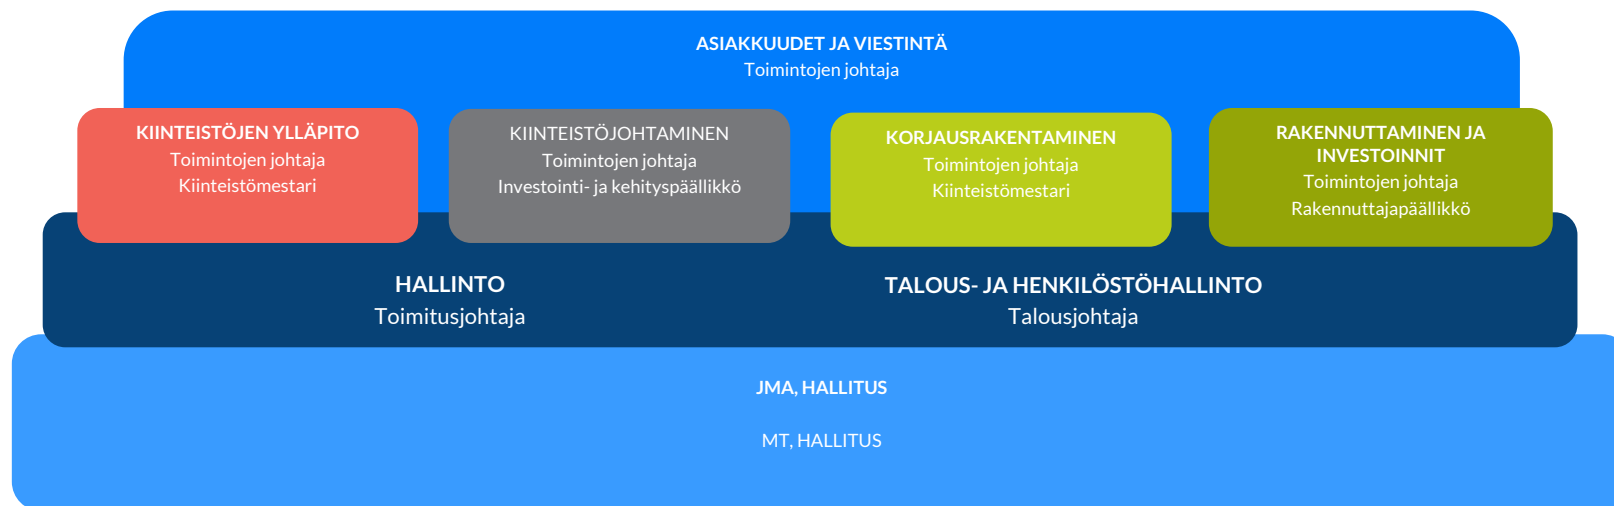 ASIAKKUUDET JA VIESTINTÄ
Toimintojen johtaja
KIINTEISTÖJEN YLLÄPITO
Toimintojen johtaja
Kiinteistömestari
KIINTEISTÖJOHTAMINEN
Toimintojen johtaja
Investointi- ja kehityspäällikkö
KORJAUSRAKENTAMINEN
Toimintojen johtaja
Kiinteistömestari
RAKENNUTTAMINEN JA
INVESTOINNIT
Toimintojen johtaja
Rakennuttajapäällikkö
HALLINTO
Toimitusjohtaja
TALOUS- JA HENKILÖSTÖHALLINTO
Talousjohtaja
JMA, HALLITUS
MT, HALLITUS